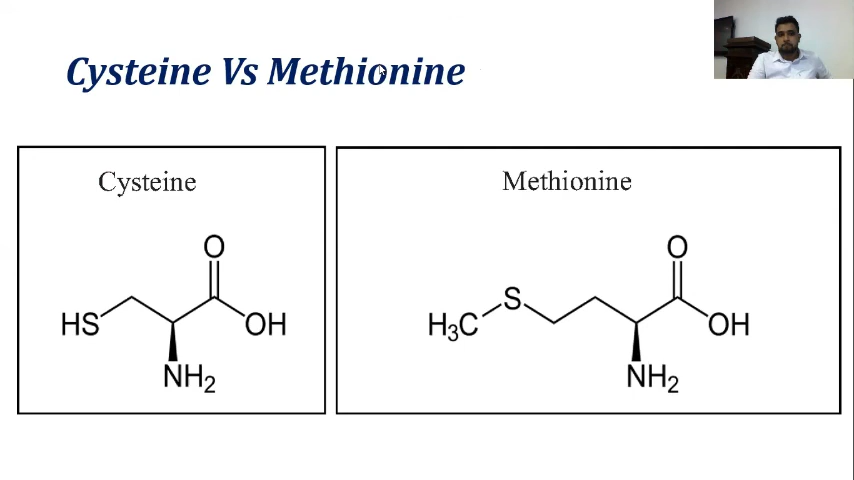 Cysteine Vs Methionine
Cysteine
O
HS
OH
NH2
Methionine
O
S
H3C
OH
NH2